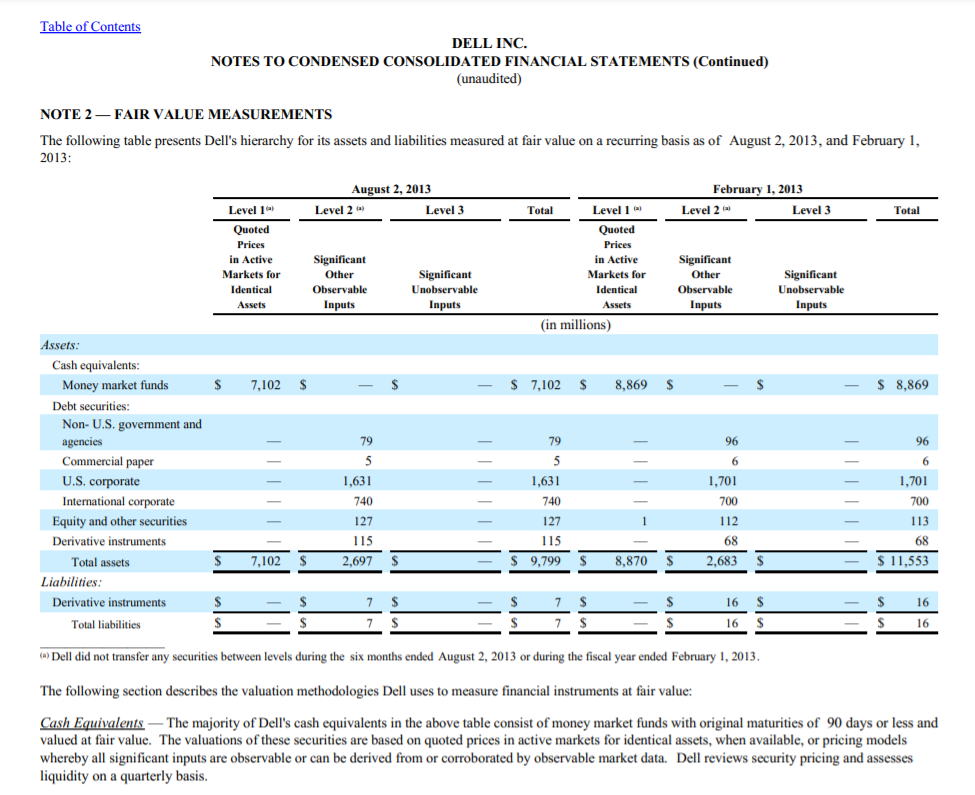 Table of Contents
DELL INC.
NOTES TO CONDENSED CONSOLIDATED FINANCIAL STATEMENTS (Continued)
(unaudited)
NOTE 2 — FAIR VALUE MEASUREMENTS
The following table presents Dell's hierarchy for its assets and liabilities measured at fair value on a recurring basis as of August 2, 2013, and February 1,
2013:
August 2, 2013 February 1, 2013
Level 1 (a) Level 2 (a) Level 3 Total Level 1 (a) Level 2 (a) Level 3 Total
Quoted Quoted
Prices Prices
in Active Significant in Active Significant
Markets for Other Significant Markets for Other Significant
Identical Observable Unobservable Identical Observable Unobservable
Assets Inputs Inputs Assets Inputs Inputs
(in millions)
Assets:
Cash equivalents:
Money market funds $ 7,102 $ — $ — $ 7,102 $ 8,869 $ — $ — $ 8,869
Debt securities:
Non- U.S. government and
agencies — 79 — 79 — 96 — 96
Commercial paper — 5 — 5 — 6 — 6
U.S. corporate — 1,631 — 1,631 — 1,701 — 1,701
International corporate — 740 — 740 — 700 — 700
Equity and other securities — 127 — 127 1 112 — 113
Derivative instruments — 115 — 115 — 68 — 68
Total assets $ 7,102 $ 2,697 $ — $ 9,799 $ 8,870 $ 2,683 $ — $ 11,553
Liabilities:
Derivative instruments $ — $ 7 $ — $ 7 $ — $ 16 $ — $ 16
Total liabilities $ — $ 7 $ — $ 7 $ — $ 16 $ — $ 16
(a) Dell did not transfer any securities between levels during the six months ended August 2, 2013 or during the fiscal year ended February 1, 2013.
The following section describes the valuation methodologies Dell uses to measure financial instruments at fair value:
Cash Equivalents — The majority of Dell's cash equivalents in the above table consist of money market funds with original maturities of 90 days or less and
valued at fair value. The valuations of these securities are based on quoted prices in active markets for identical assets, when available, or pricing models
whereby all significant inputs are observable or can be derived from or corroborated by observable market data. Dell reviews security pricing and assesses
liquidity on a quarterly basis.